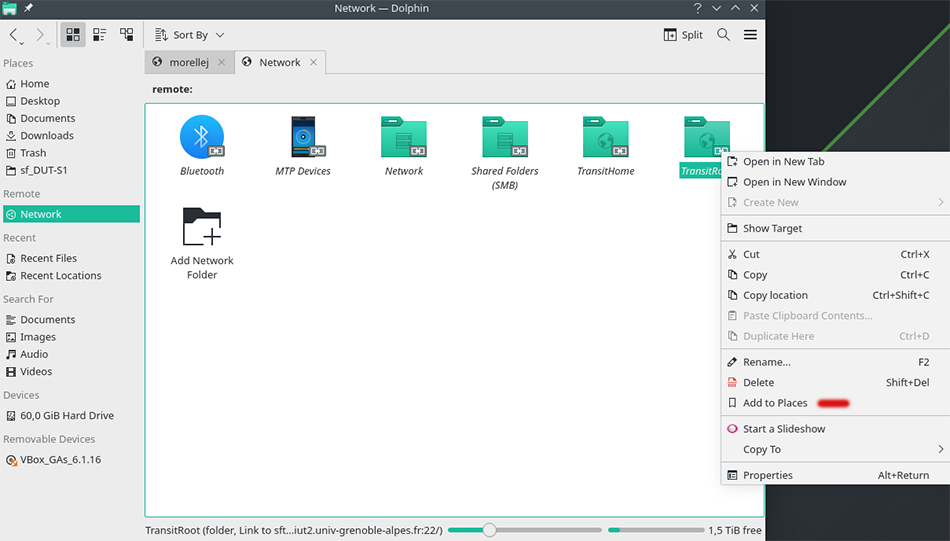 Network — Dolphin
Sort By
Split
Places
Home
Desktop
Documents
Downloads
Trash
sf_DUT-S1
Remote
Network
Recent
Recent Files
Recent Locations
Search For
Documents
Images
Audio
Videos
Devices
60,0 GiB Hard Drive
Removable Devices
VBox_GAs_6.1.16
morellej
Network
remote:
Bluetooth
MTP Devices
Network
Shared Folders
(SMB)
TransitHome
TransitRo
Add Network
Folder
Open in New Tab
Open in New Window
Create New
Show Target
Cut Ctrl+X
Copy Ctrl+C
Copy location Ctrl+Shift+C
Paste Clipboard Contents...
Duplicate Here Ctrl+D
Rename... F2
Delete Shift+Del
Add to Places
Start a Slideshow
Copy To
Properties Alt+Return
TransitRoot (folder, Link to sft...iut2.univ-grenoble-alpes.fr:22/)
1,5 TiB free